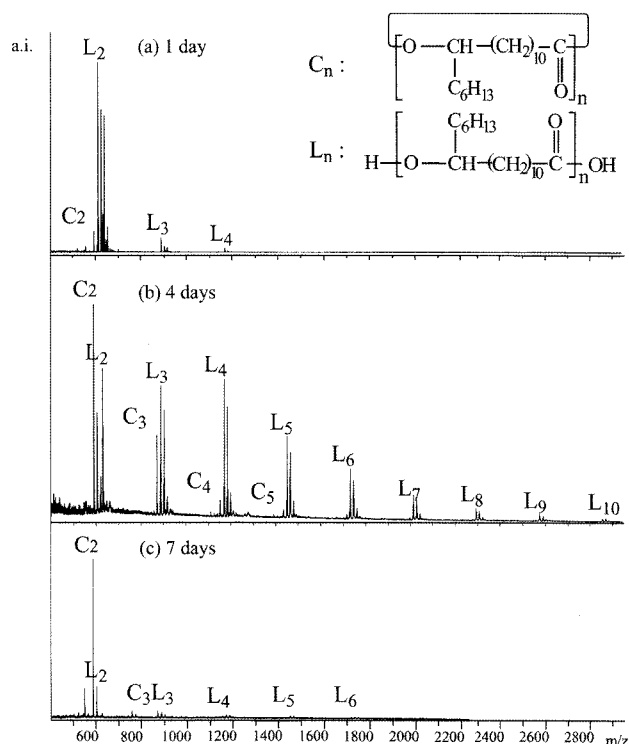 a.i.
L2
(a) 1 day
C2
L3
L4
Cn :
[O—CH—(CH2)10—C]n
C6H13
O
Ln :
C6H13
O
H—[O—CH—(CH2)10—C]n—OH
C2
(b) 4 days
L2
L3
L4
C3
L5
C4
C5
L6
L7
L8
L9
L10
C2
(c) 7 days
L2
C3L3
L4
L5
L6
600 800 1000 1200 1400 1600 1800 2000 2200 2400 2600 2800 m/z